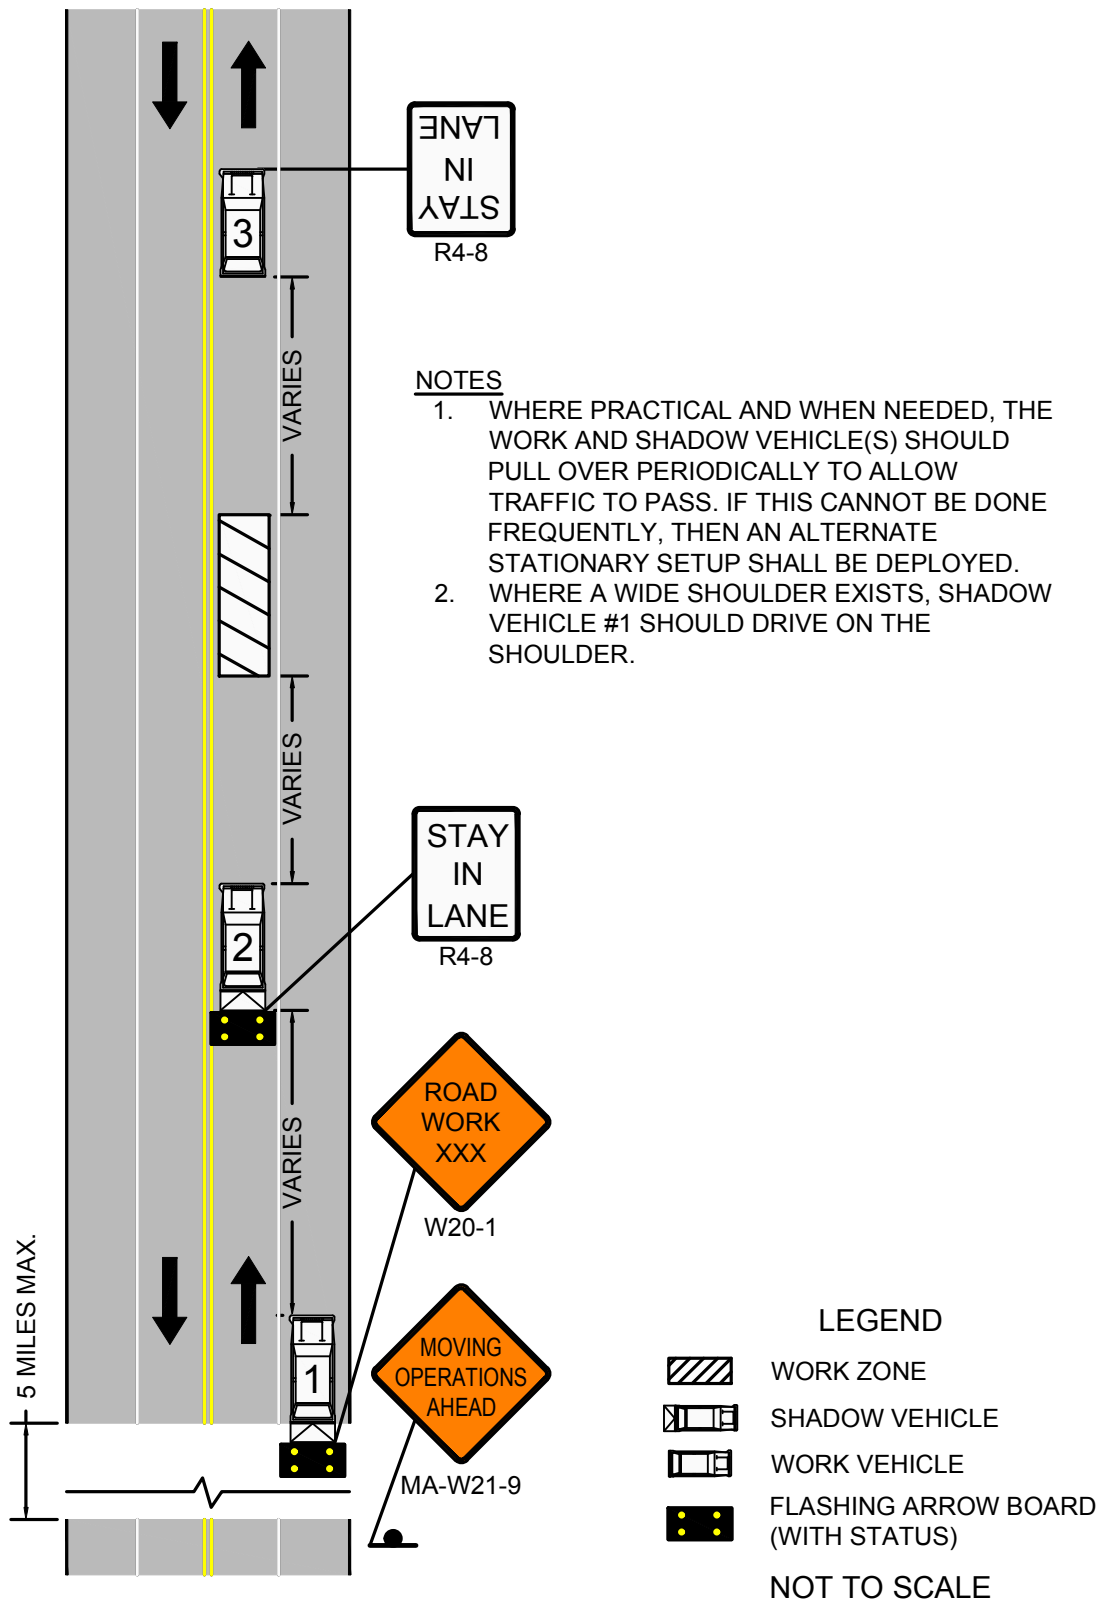 LANE
IN
STAY
R4-8
3
VARIES
NOTES
1. WHERE PRACTICAL AND WHEN NEEDED, THE
WORK AND SHADOW VEHICLE(S) SHOULD
PULL OVER PERIODICALLY TO ALLOW
TRAFFIC TO PASS. IF THIS CANNOT BE DONE
FREQUENTLY, THEN AN ALTERNATE
STATIONARY SETUP SHALL BE DEPLOYED.
2. WHERE A WIDE SHOULDER EXISTS, SHADOW
VEHICLE #1 SHOULD DRIVE ON THE
SHOULDER.
VARIES
STAY
IN
LANE
R4-8
2
ROAD
WORK
XXX
W20-1
VARIES
5 MILES MAX.
1
MOVING
OPERATIONS
AHEAD
MA-W21-9
LEGEND
WORK ZONE
SHADOW VEHICLE
WORK VEHICLE
FLASHING ARROW BOARD
(WITH STATUS)
NOT TO SCALE